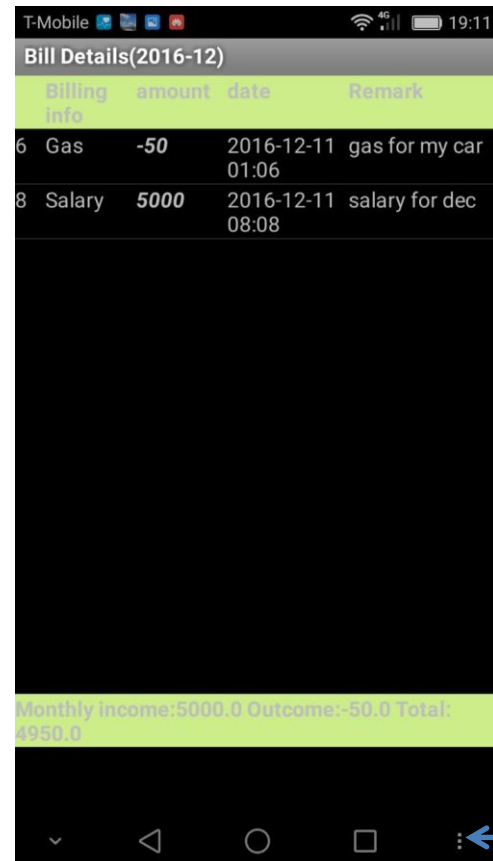 T-Mobile 4G 19:11
Bill Details(2016-12)
Billing info amount date Remark
6 Gas -50 2016-12-11 01:06 gas for my car
8 Salary 5000 2016-12-11 08:08 salary for dec
Monthly income:5000.0 Outcome:-50.0 Total:
4950.0